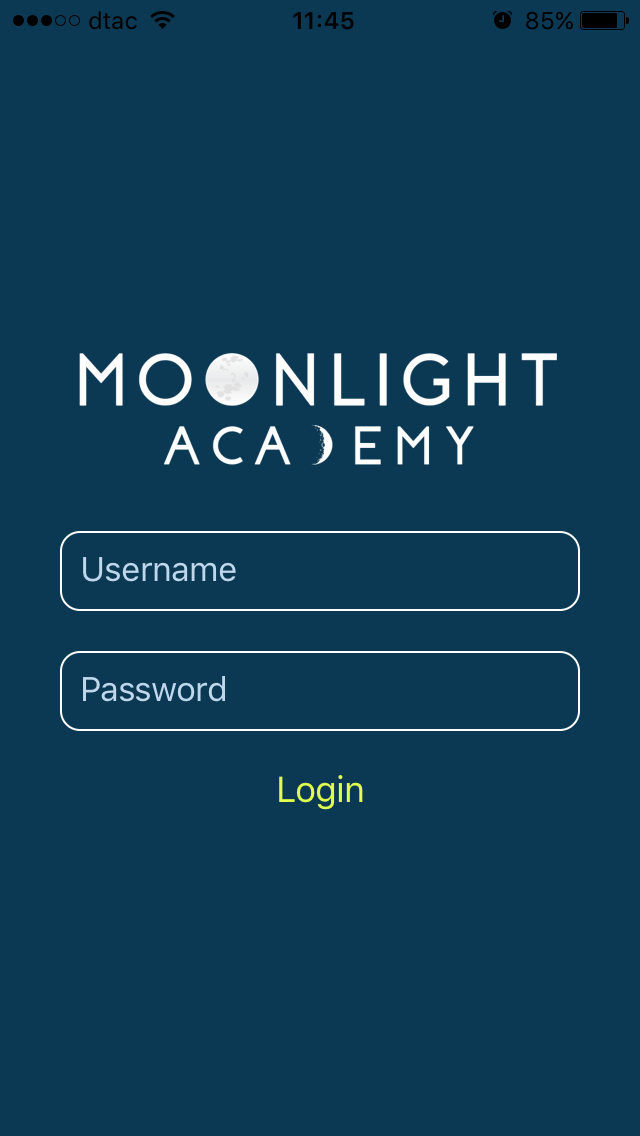 dtac 11:45 85%
MOONLIGHT
ACADEMY
Username
Password
Login